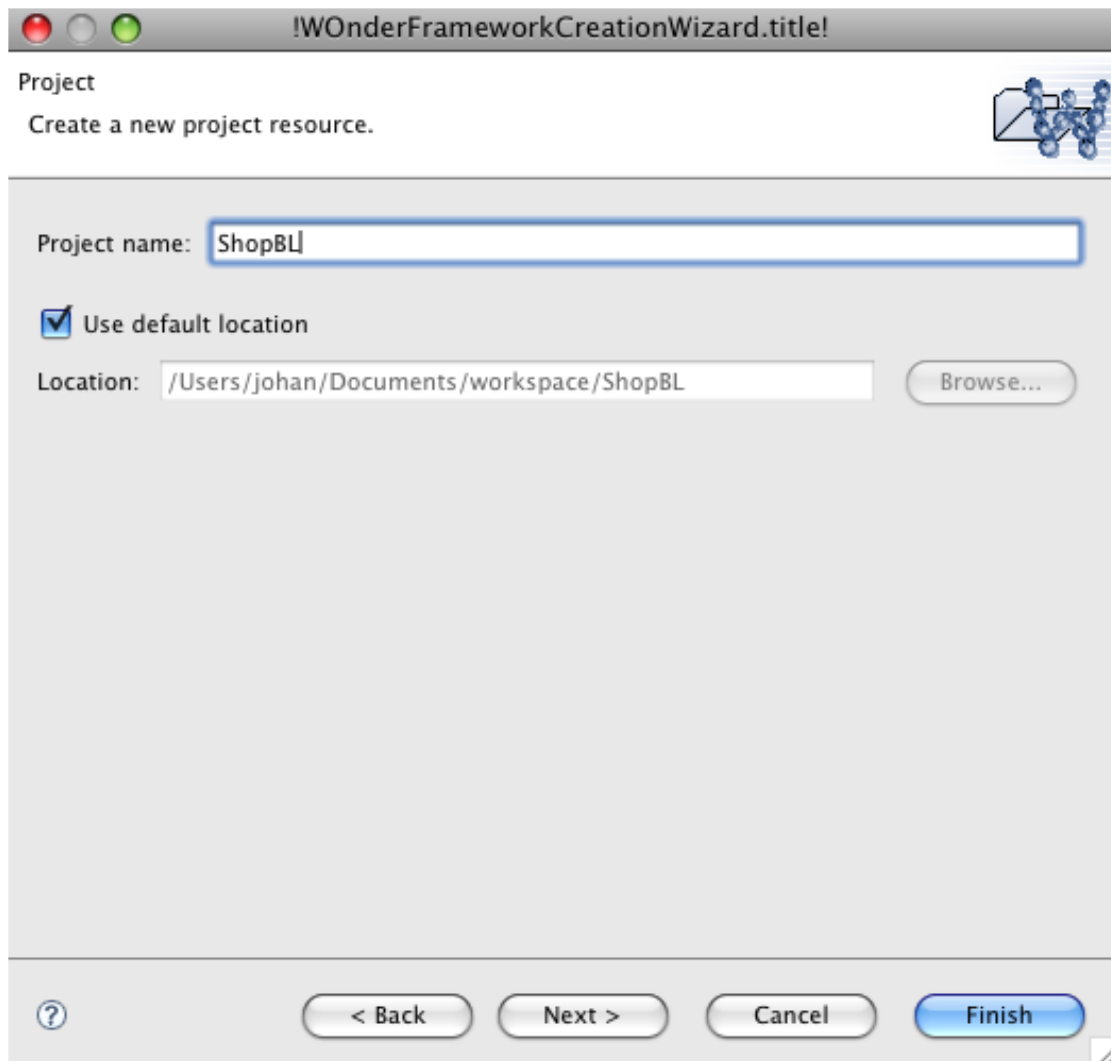 !WOnderFrameworkCreationWizard.title!
Project
Create a new project resource.
Project name: ShopBL
Use default location
Location: /Users/johan/Documents/workspace/ShopBL Browse...
? < Back Next > Cancel Finish